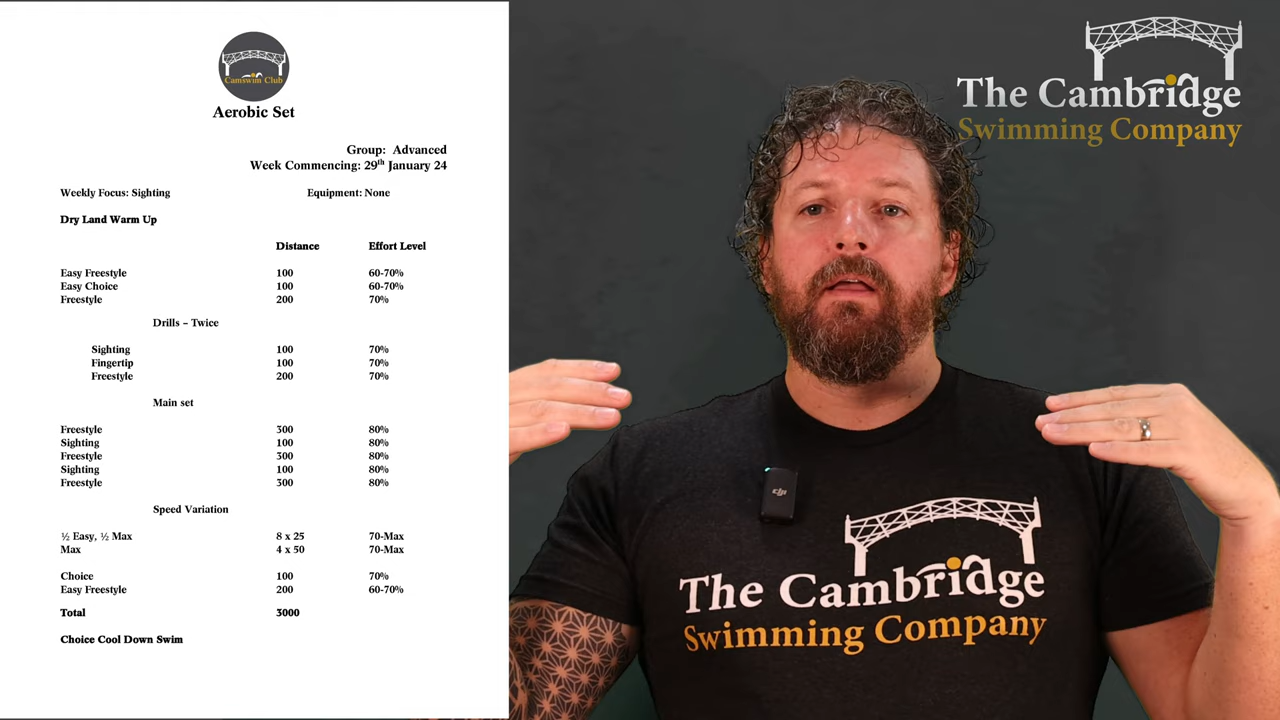 Camswim Club
Aerobic Set
Group: Advanced
Week Commencing: 29th January 24
Weekly Focus: Sighting Equipment: None
Dry Land Warm Up
Distance Effort Level
Easy Freestyle 100 60-70%
Easy Choice 100 60-70%
Freestyle 200 70%
Drills – Twice
Sighting 100 70%
Fingertip 100 70%
Freestyle 200 70%
Main set
Freestyle 300 80%
Sighting 100 80%
Freestyle 300 80%
Sighting 100 80%
Freestyle 300 80%
Speed Variation
½ Easy, ½ Max 8 x 25 70-Max
Max 4 x 50 70-Max
Choice 100 70%
Easy Freestyle 200 60-70%
Total 3000
Choice Cool Down Swim
The Cambridge
Swimming Company
dji
The Cambridge
Swimming Company